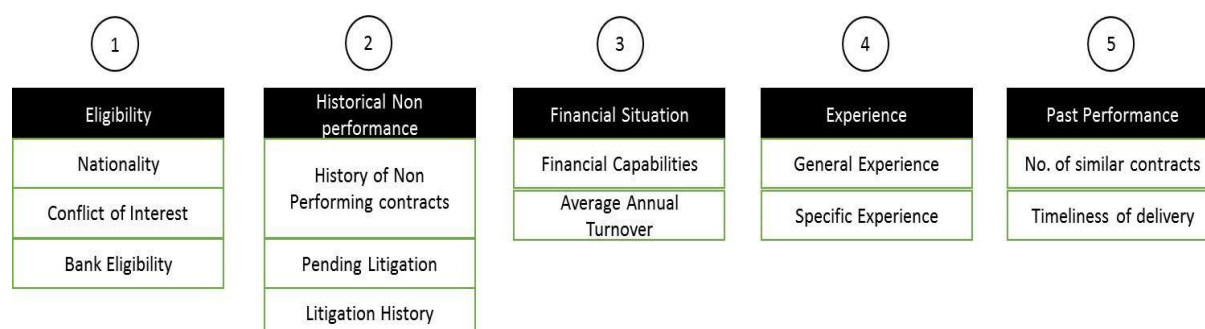 1
2
3
4
5
Eligibility
Nationality
Conflict of Interest
Bank Eligibility
Historical Non
performance
History of Non
Performing contracts
Pending Litigation
Litigation History
Financial Situation
Financial Capabilities
Average Annual
Turnover
Experience
General Experience
Specific Experience
Past Performance
No. of similar contracts
Timeliness of delivery